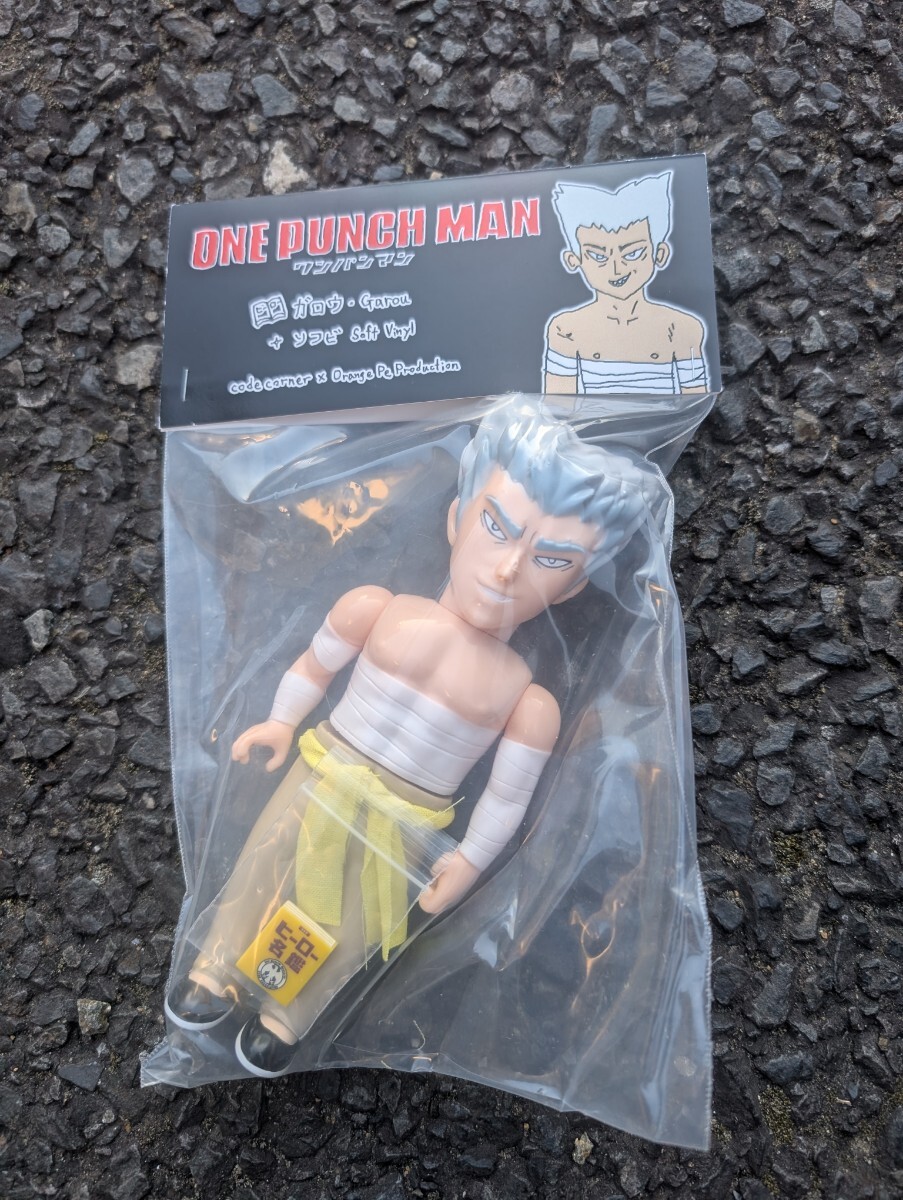 ONE PUNCH MAN
ワンパンマン
ガロウ・Garou
+ ソフビ Soft Vinyl
code corner x Orange Pe Production
ヒーロー
名鑑